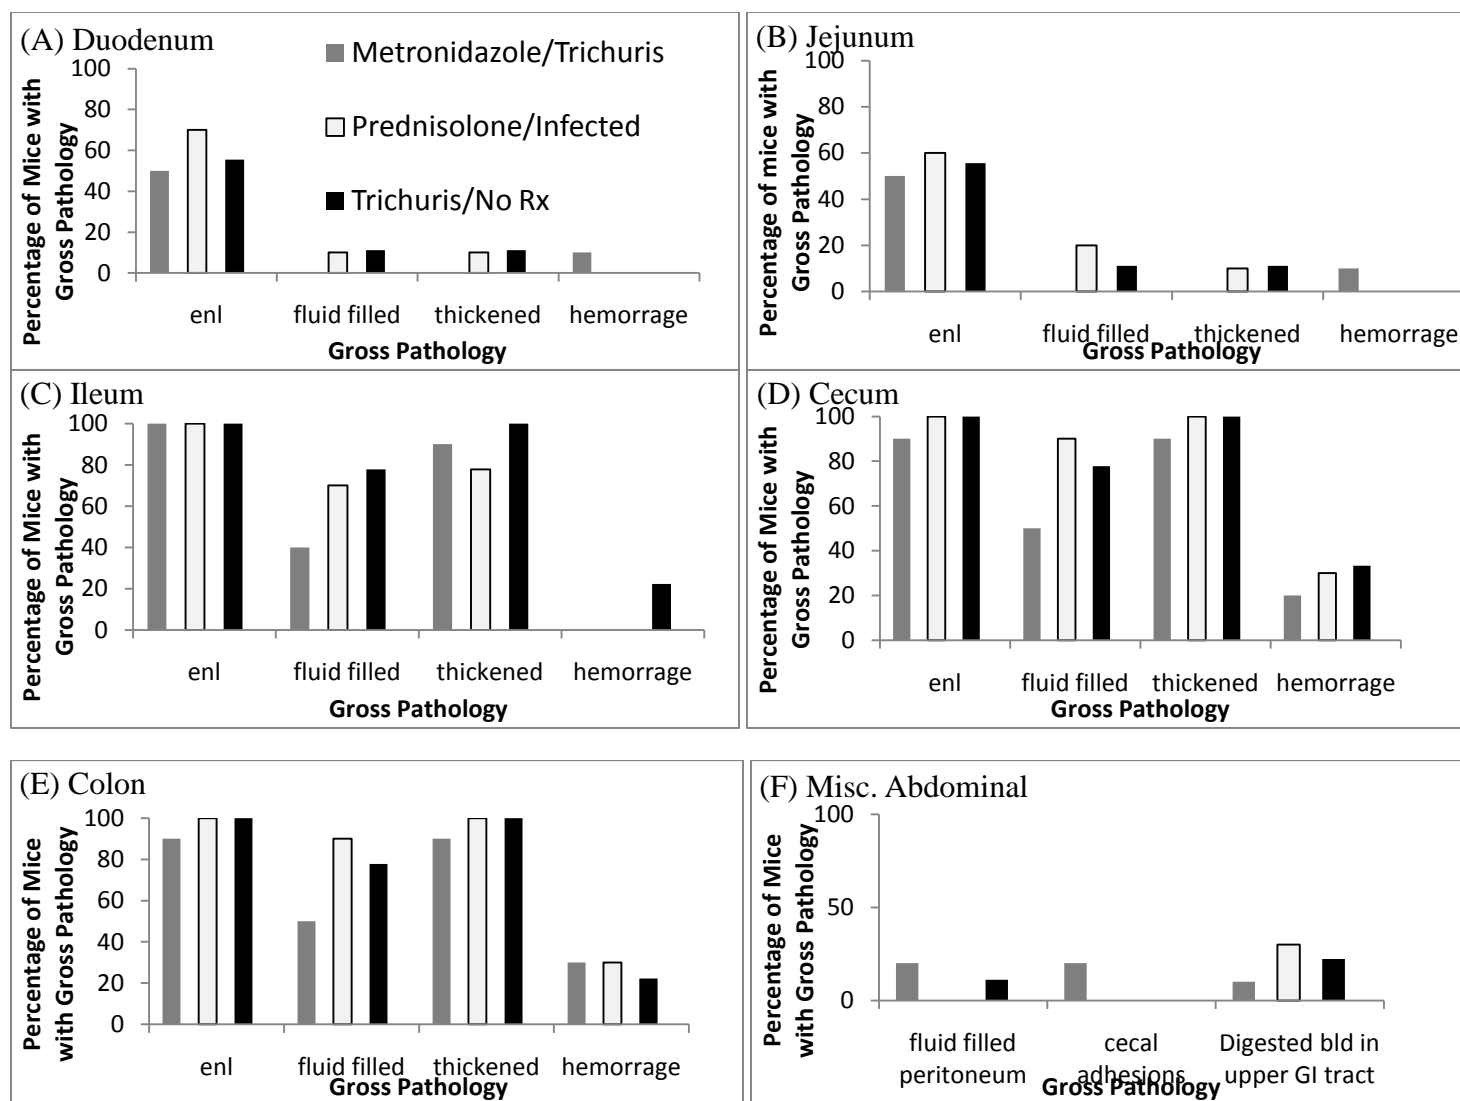 (A) Duodenum
Metronidazole/Trichuris
Prednisolone/Infected
Trichuris/No Rx
Percentage of Mice with
Gross Pathology
100
80
60
40
20
0
enl fluid filled thickened hemorrage
Gross Pathology
(B) Jejunum
Percentage of mice with
Gross Pathology
100
80
60
40
20
0
enl fluid filled thickened hemorrage
Gross Pathology
(C) Ileum
Percentage of Mice with
Gross Pathology
100
80
60
40
20
0
enl fluid filled thickened hemorrage
Gross Pathology
(D) Cecum
Percentage of Mice with
Gross Pathology
100
80
60
40
20
0
enl fluid filled thickened hemorrage
Gross Pathology
(E) Colon
Percentage of Mice
with Gross Pathology
100
80
60
40
20
0
enl fluid filled thickened hemorrage
Gross Pathology
(F) Misc. Abdominal
Percentage of Mice
with Gross Pathology
100
50
0
fluid filled cecal Digested bld in
peritoneum adhesions upper GI tract
Gross Pathology